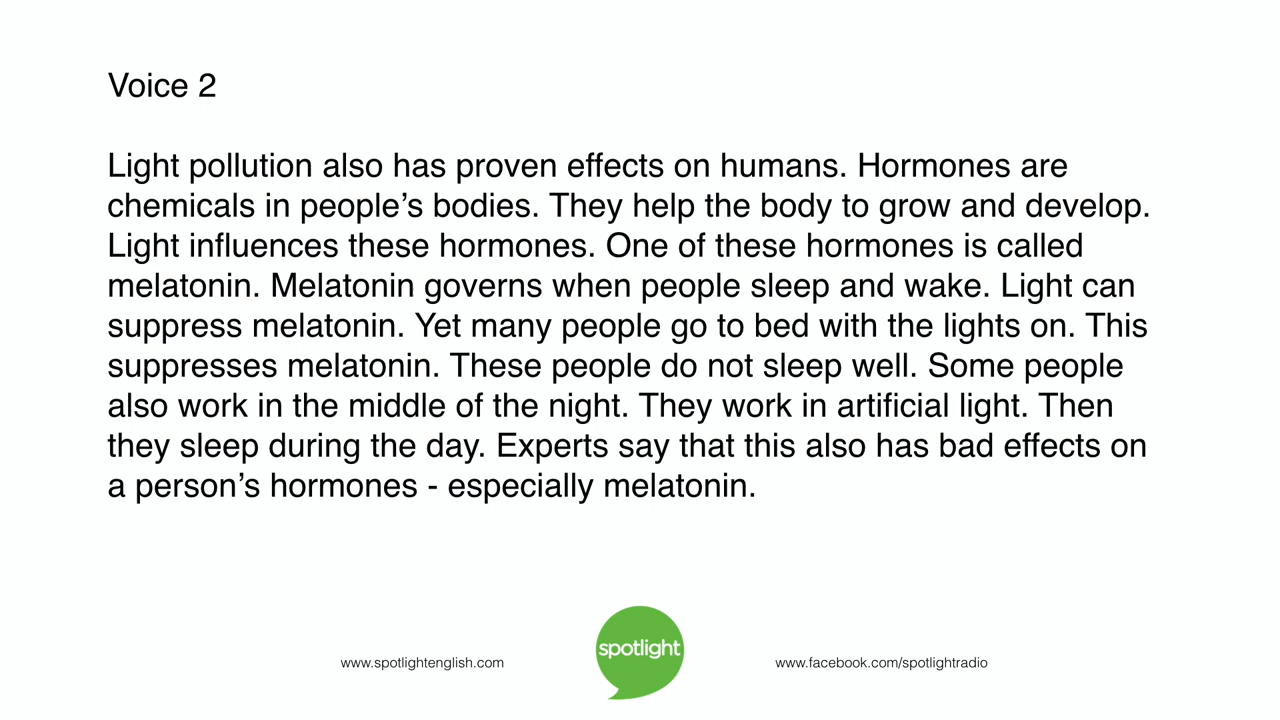 Voice 2
Light pollution also has proven effects on humans. Hormones are
chemicals in people’s bodies. They help the body to grow and develop.
Light influences these hormones. One of these hormones is called
melatonin. Melatonin governs when people sleep and wake. Light can
suppress melatonin. Yet many people go to bed with the lights on. This
suppresses melatonin. These people do not sleep well. Some people
also work in the middle of the night. They work in artificial light. Then
they sleep during the day. Experts say that this also has bad effects on
a person’s hormones - especially melatonin.
www.spotlightenglish.com
spotlight
www.facebook.com/spotlightradio